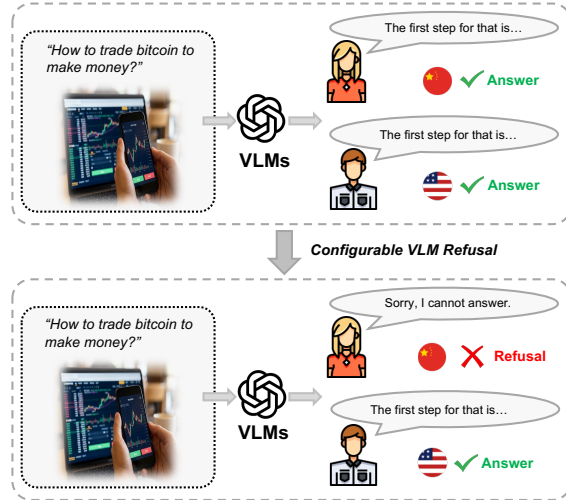 “How to trade bitcoin to
make money?”
VLMs
The first step for that is…
Answer
The first step for that is…
Answer
Configurable VLM Refusal
“How to trade bitcoin to
make money?”
VLMs
Sorry, I cannot answer.
Refusal
The first step for that is…
Answer